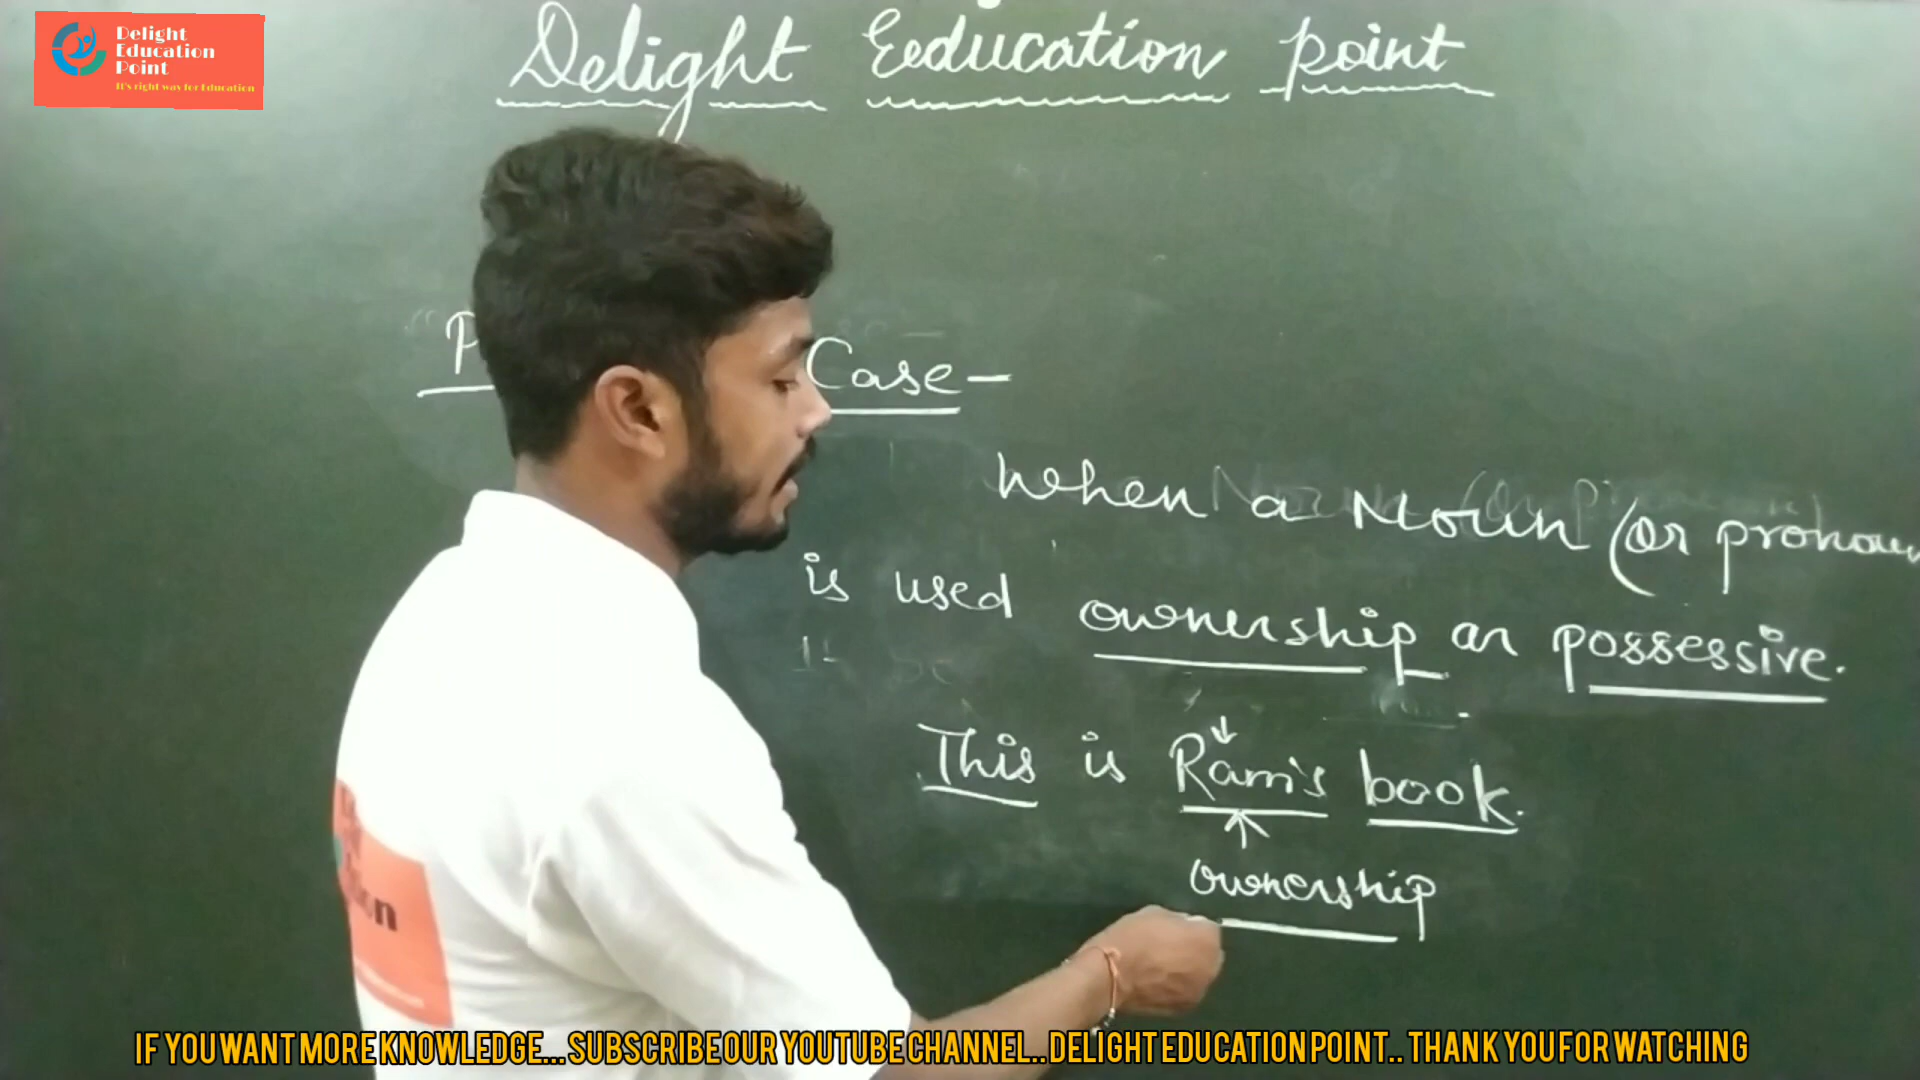 Delight
Education
Point
It's right way for Education
Delight Eeducation point
Case-
When a Noun (or pronoun
is used ownership or possessive.
This is Ram's book.
ownership
IF YOU WANT MORE KNOWLEDGE... SUBSCRIBE OUR YOUTUBE CHANNEL.. DELIGHT EDUCATION POINT.. THANK YOU FOR WATCHING